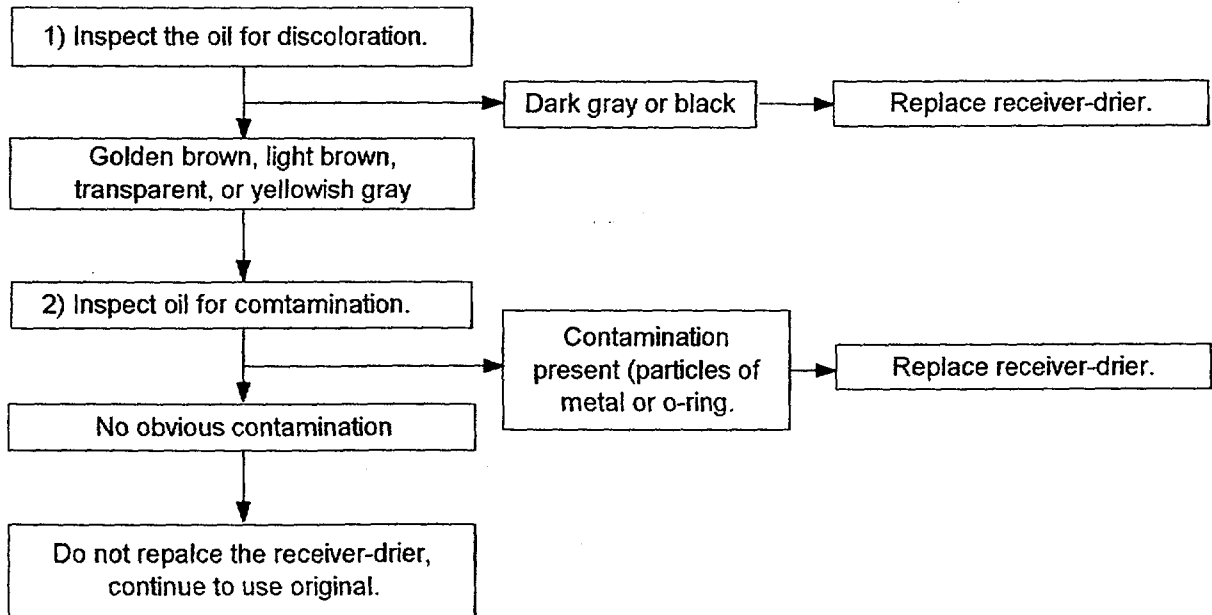 1) Inspect the oil for discoloration.
Dark gray or black
Replace receiver-drier.
Golden brown, light brown,
transparent, or yellowish gray
2) Inspect oil for comtamination.
Contamination
present (particles of
metal or o-ring.
Replace receiver-drier.
No obvious contamination
Do not repalce the receiver-drier,
continue to use original.